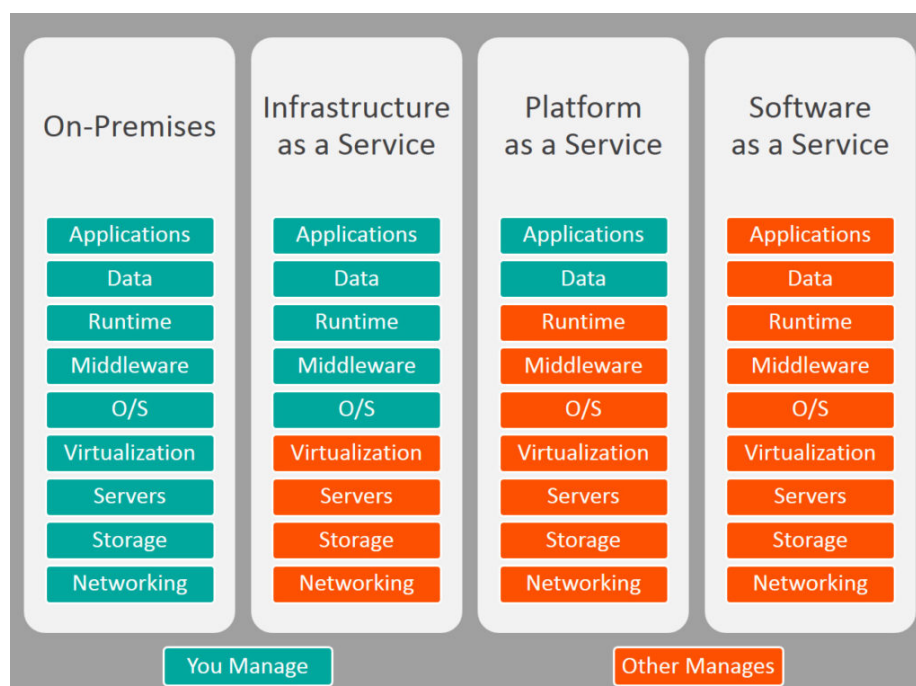 On-Premises
Applications
Data
Runtime
Middleware
O/S
Virtualization
Servers
Storage
Networking
Infrastructure
as a Service
Applications
Data
Runtime
Middleware
O/S
Virtualization
Servers
Storage
Networking
Platform
as a Service
Applications
Data
Runtime
Middleware
O/S
Virtualization
Servers
Storage
Networking
Software
as a Service
Applications
Data
Runtime
Middleware
O/S
Virtualization
Servers
Storage
Networking
You Manage
Other Manages